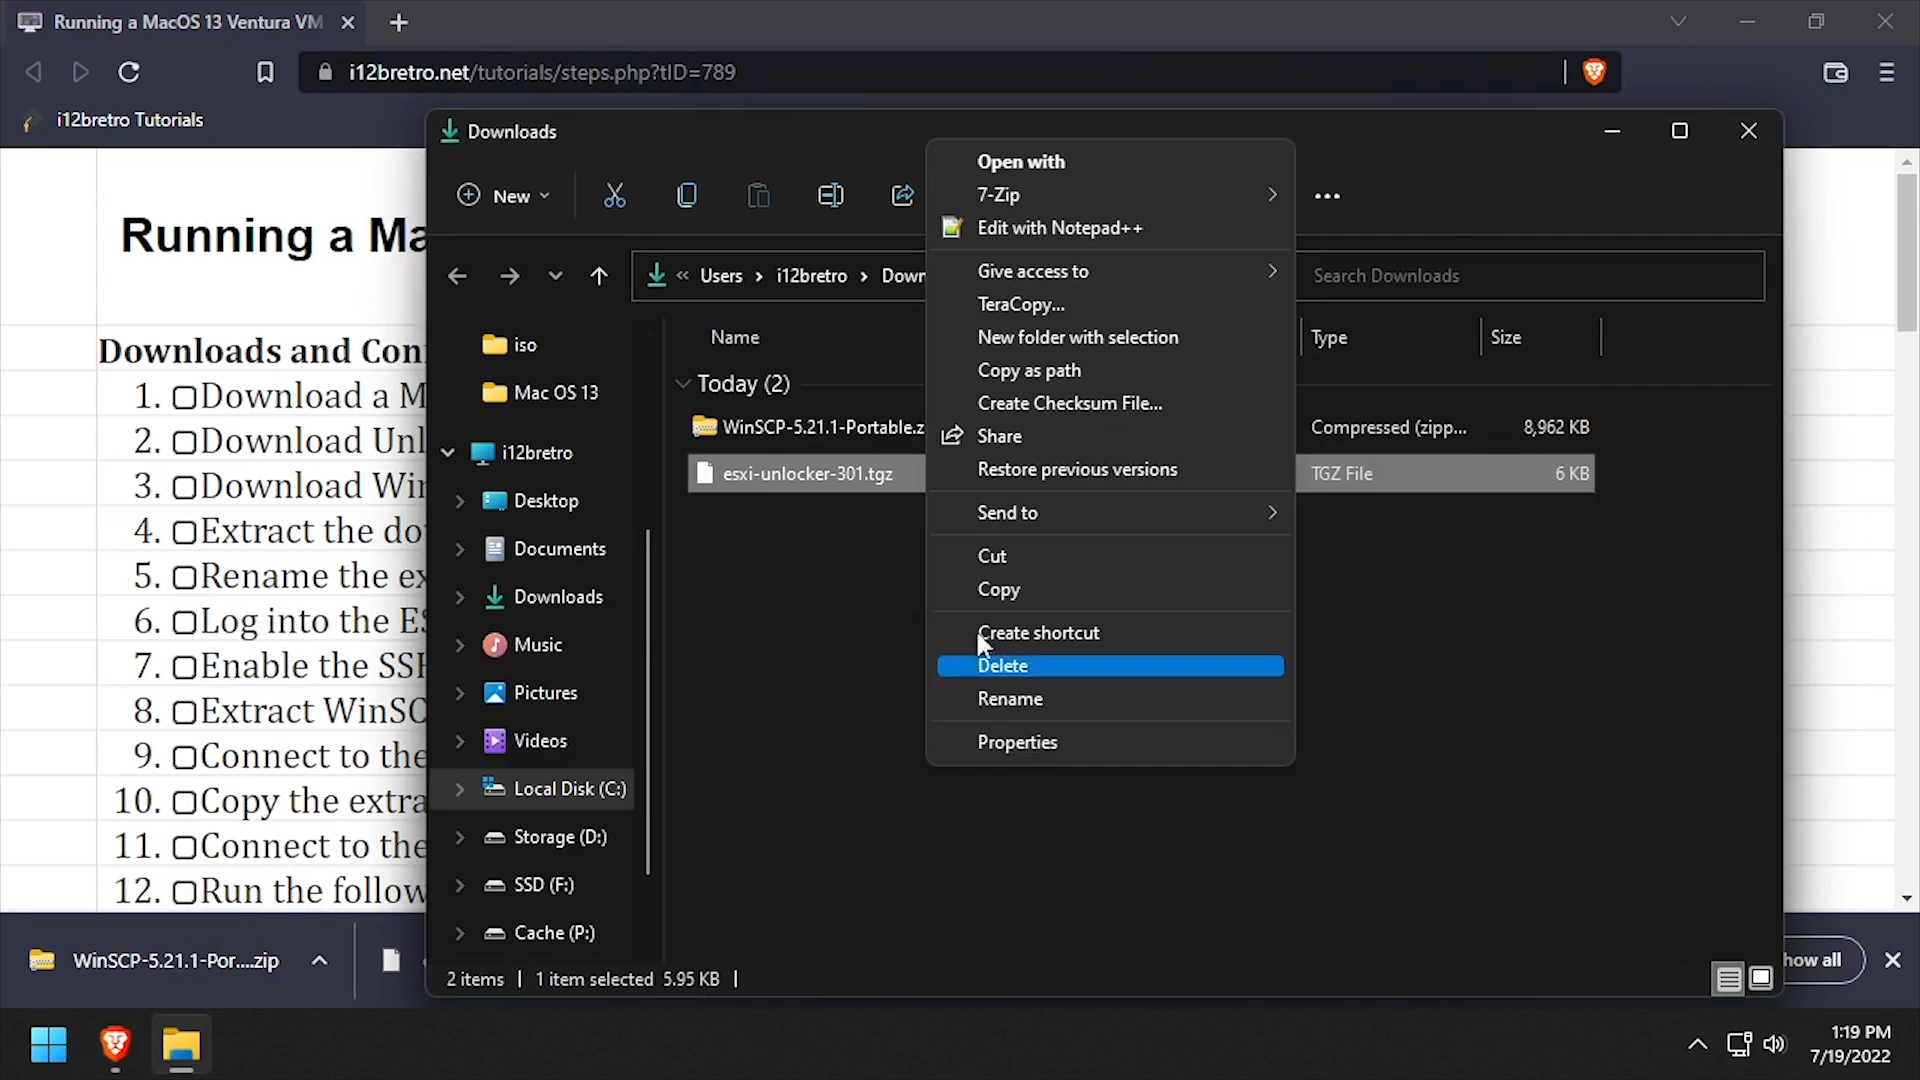 Running a MacOS 13 Ventura VM
i12bretro.net/tutorials/steps.php?tID=789
i12bretro Tutorials
Running a Ma
Downloads and Con
1. Download a M
2. Download Unl
3. Download Wir
4. Extract the do
5. Rename the ex
6. Log into the ES
7. Enable the SSH
8. Extract WinSC
9. Connect to the
10. Copy the extra
11. Connect to the
12. Run the follow
Downloads
New
« Users > i12bretro > Down
Search Downloads
iso
Mac OS 13
i12bretro
Desktop
Documents
Downloads
Music
Pictures
Videos
Local Disk (C:)
Storage (D:)
SSD (F:)
Cache (P:)
Name
Type
Size
Today (2)
WinSCP-5.21.1-Portable.z
Compressed (zipp...
8,962 KB
esxi-unlocker-301.tgz
TGZ File
6 KB
Open with
7-Zip
Edit with Notepad++
Give access to
TeraCopy...
New folder with selection
Copy as path
Create Checksum File...
Share
Restore previous versions
Send to
Cut
Copy
Create shortcut
Delete
Rename
Properties
2 items
1 item selected 5.95 KB
WinSCP-5.21.1-Por....zip
how all
1:19 PM
7/19/2022